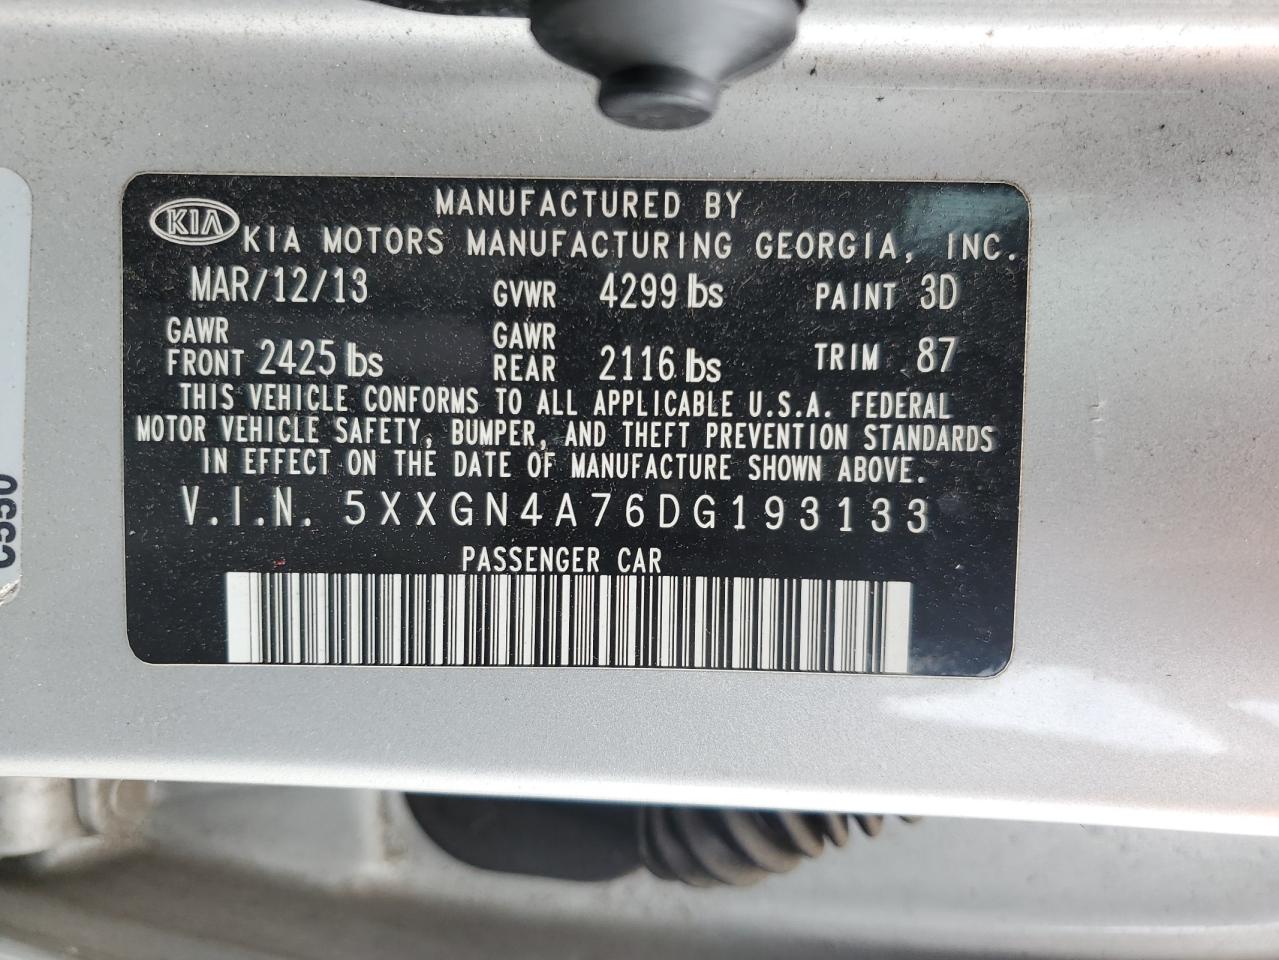 MANUFACTURED BY
KIA KIA MOTORS MANUFACTURING GEORGIA, INC.
MAR/12/13 GVWR 4299 lbs PAINT 3D
GAWR FRONT 2425 lbs GAWR REAR 2116 lbs TRIM 87
THIS VEHICLE CONFORMS TO ALL APPLICABLE U.S.A. FEDERAL
MOTOR VEHICLE SAFETY, BUMPER, AND THEFT PREVENTION STANDARDS
IN EFFECT ON THE DATE OF MANUFACTURE SHOWN ABOVE.
V.I.N. 5XXGN4A76DG193133
PASSENGER CAR